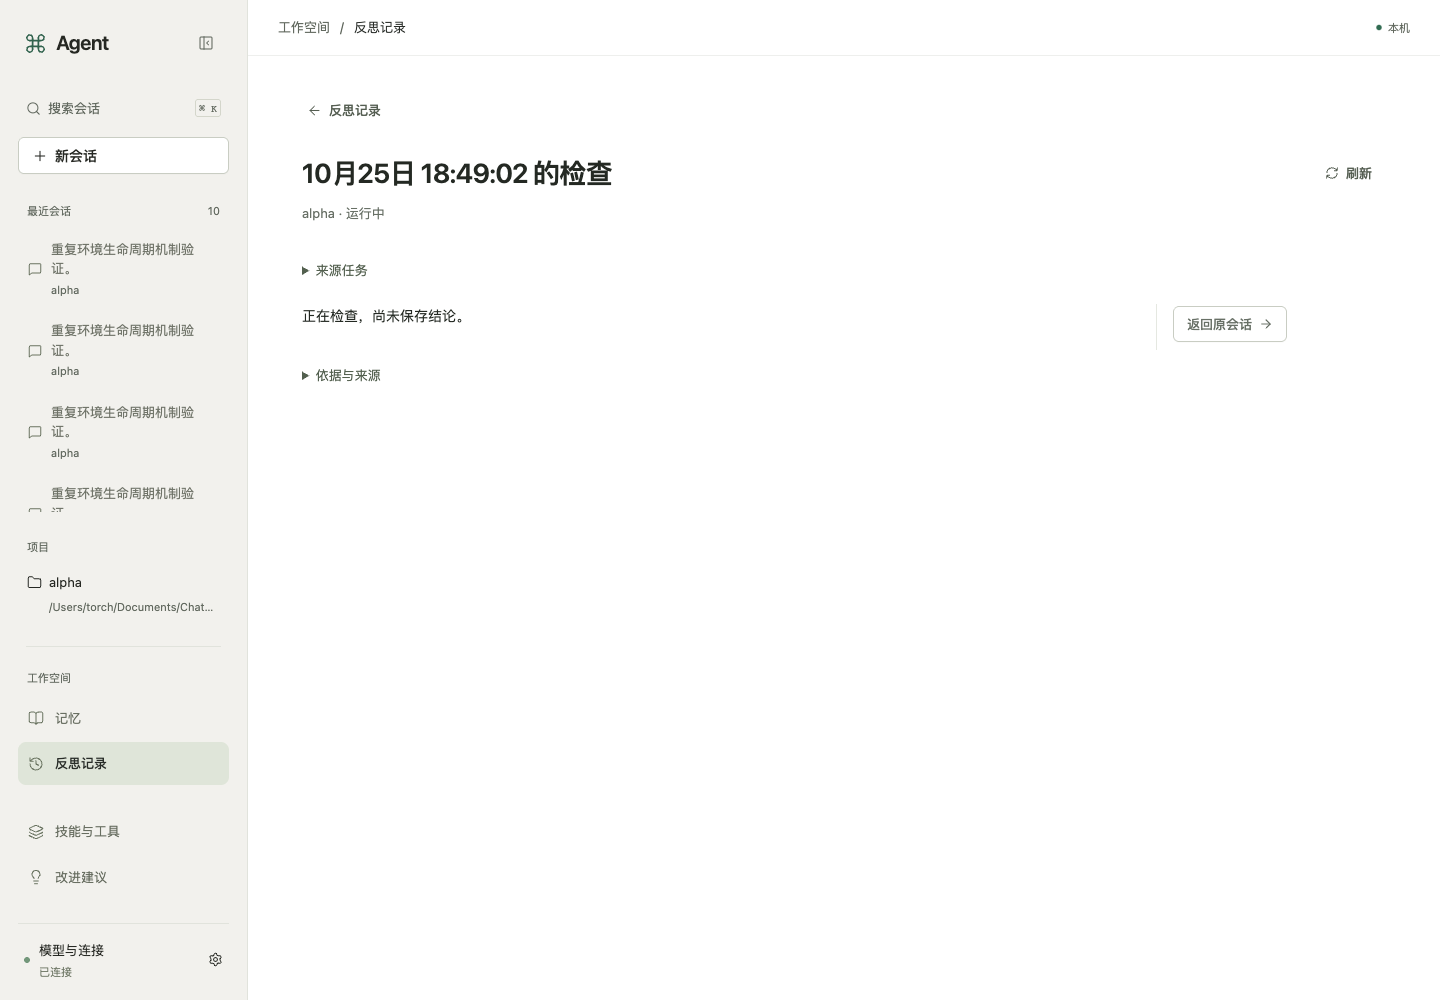 Agent
搜索会话
⌘ K
新会话
最近会话 10
重复环境生命周期机制验
证。
alpha
重复环境生命周期机制验
证。
alpha
重复环境生命周期机制验
证。
alpha
重复环境生命周期机制验
项目
alpha
/Users/torch/Documents/Chat...
工作空间
记忆
反思记录
技能与工具
改进建议
模型与连接
已连接
工作空间 / 反思记录
本机
反思记录
10月25日 18:49:02 的检查
刷新
alpha · 运行中
来源任务
正在检查，尚未保存结论。
返回原会话
依据与来源